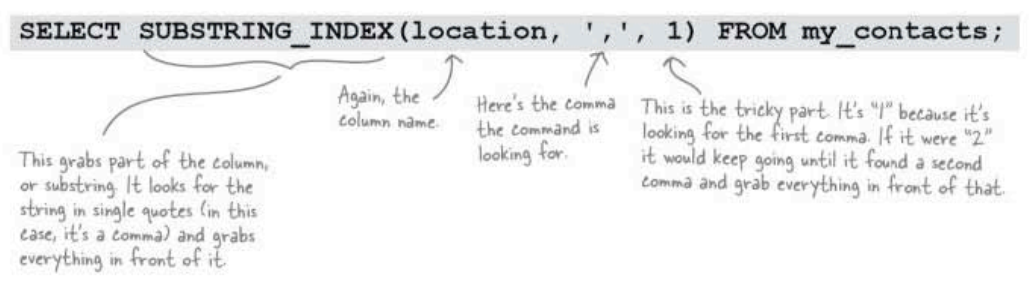 SELECT SUBSTRING_INDEX(location, ',', 1) FROM my_contacts;
Again, the
column name.
Here's the comma
the command is
looking for.
This is the tricky part. It's "1" because it's
looking for the first comma. If it were "2"
it would keep going until it found a second
comma and grab everything in front of that.
This grabs part of the column,
or substring. It looks for the
string in single quotes (in this
case, it's a comma) and grabs
everything in front of it.